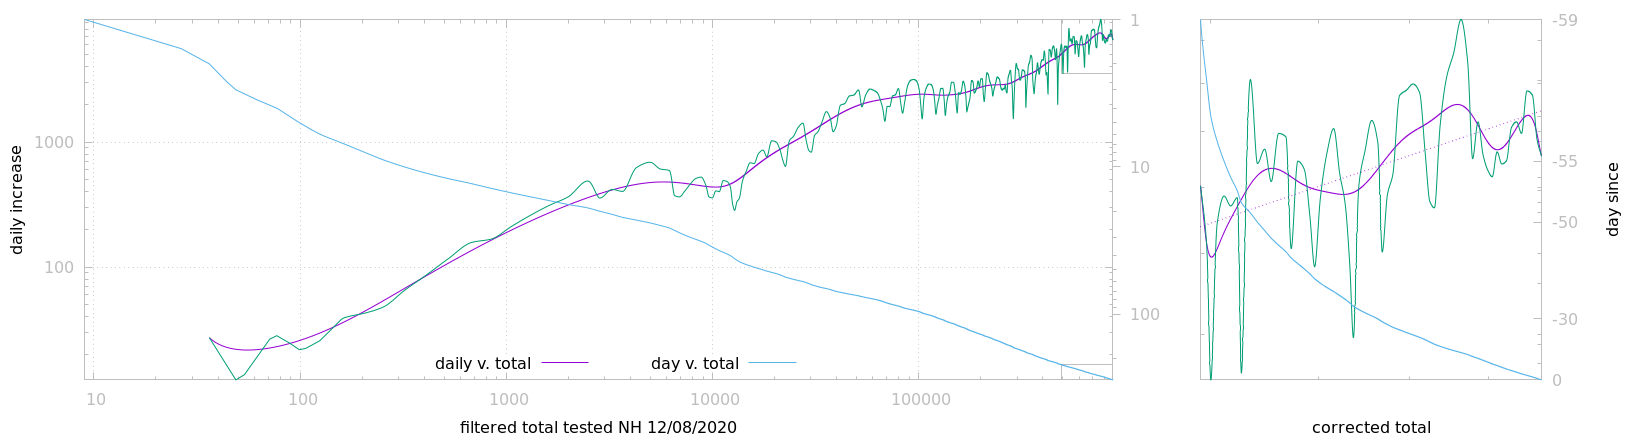 daily increase
1000
100
10
100
1000
10000
100000
1
10
100
daily v. total
day v. total
filtered total tested NH 12/08/2020
-59
-55
-50
-30
0
day since
corrected total